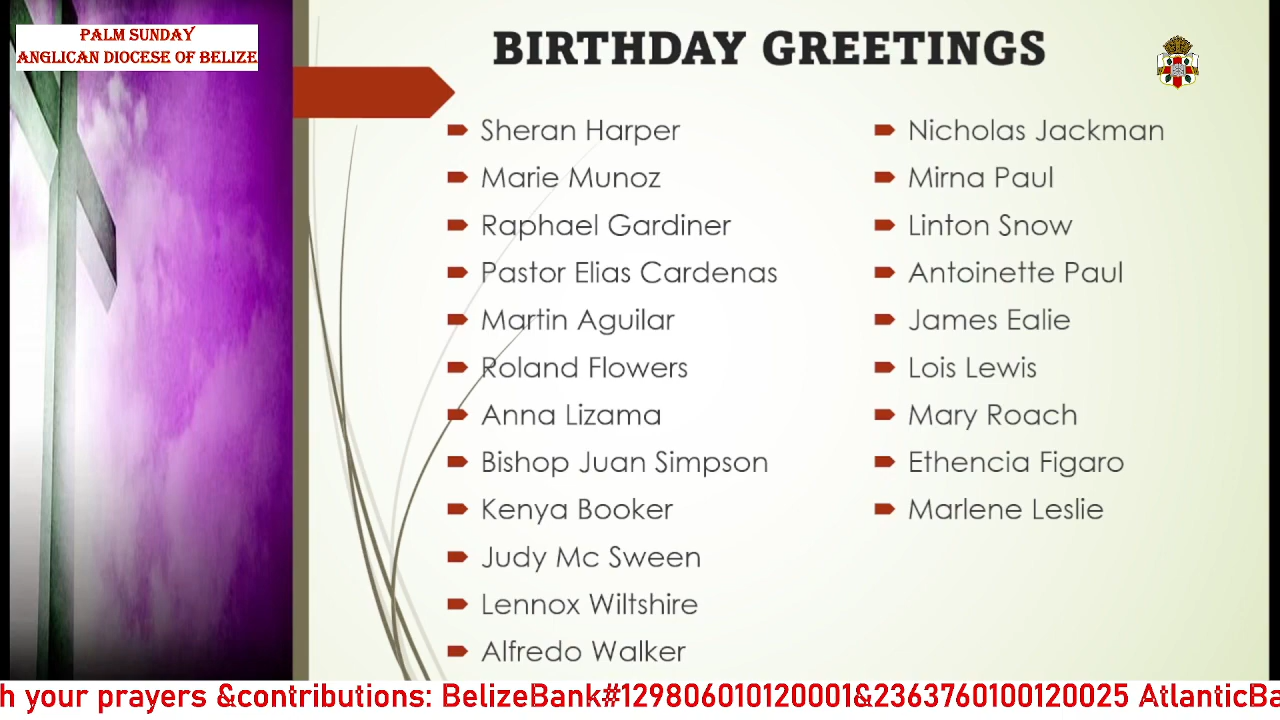 PALM SUNDAY
ANGLICAN DIOCESE OF BELIZE
BIRTHDAY GREETINGS
Sheran Harper
Marie Munoz
Raphael Gardiner
Pastor Elias Cardenas
Martin Aguilar
Roland Flowers
Anna Lizama
Bishop Juan Simpson
Kenya Booker
Judy Mc Sween
Lennox Wiltshire
Alfredo Walker
Nicholas Jackman
Mirna Paul
Linton Snow
Antoinette Paul
James Ealie
Lois Lewis
Mary Roach
Ethencia Figaro
Marlene Leslie
h your prayers &contributions: BelizeBank#129806010120001&2363760100120025 AtlanticBa